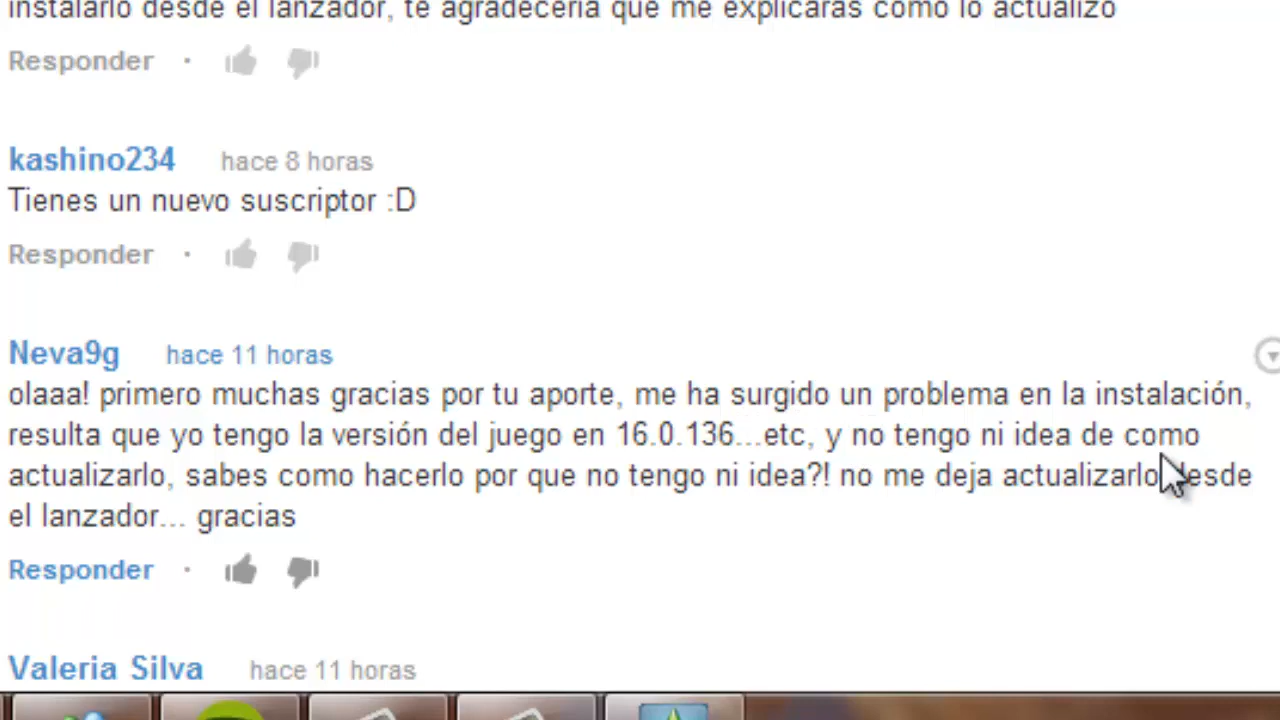 instalarlo desde el lanzador, te agradecería que me explicaras como lo actualizo
Responder ·
kashino234 hace 8 horas
Tienes un nuevo suscriptor :D
Responder ·
Neva9g hace 11 horas
olaaa! primero muchas gracias por tu aporte, me ha surgido un problema en la instalación,
resulta que yo tengo la versión del juego en 16.0.136...etc, y no tengo ni idea de como
actualizarlo, sabes como hacerlo por que no tengo ni idea?! no me deja actualizarlo desde
el lanzador... gracias
Responder ·
Valeria Silva hace 11 horas